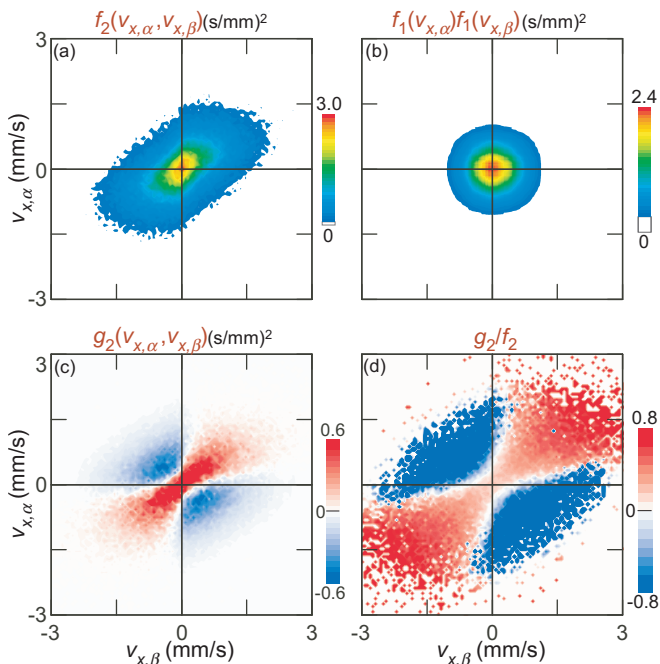 f₂(vₓ,α, vₓ,β)(s/mm)²
f₁(vₓ,α)f₁(vₓ,β)(s/mm)²
3
(a)
(b)
3.0
2.4
0
0
0
-3
vₓ,α (mm/s)
g₂(vₓ,α, vₓ,β)(s/mm)²
g₂/f₂
3
(c)
(d)
0.6
0.8
0
0
0
-0.6
-0.8
-3
vₓ,α (mm/s)
-3 0 3 -3 0 3
vₓ,β (mm/s)
vₓ,β (mm/s)